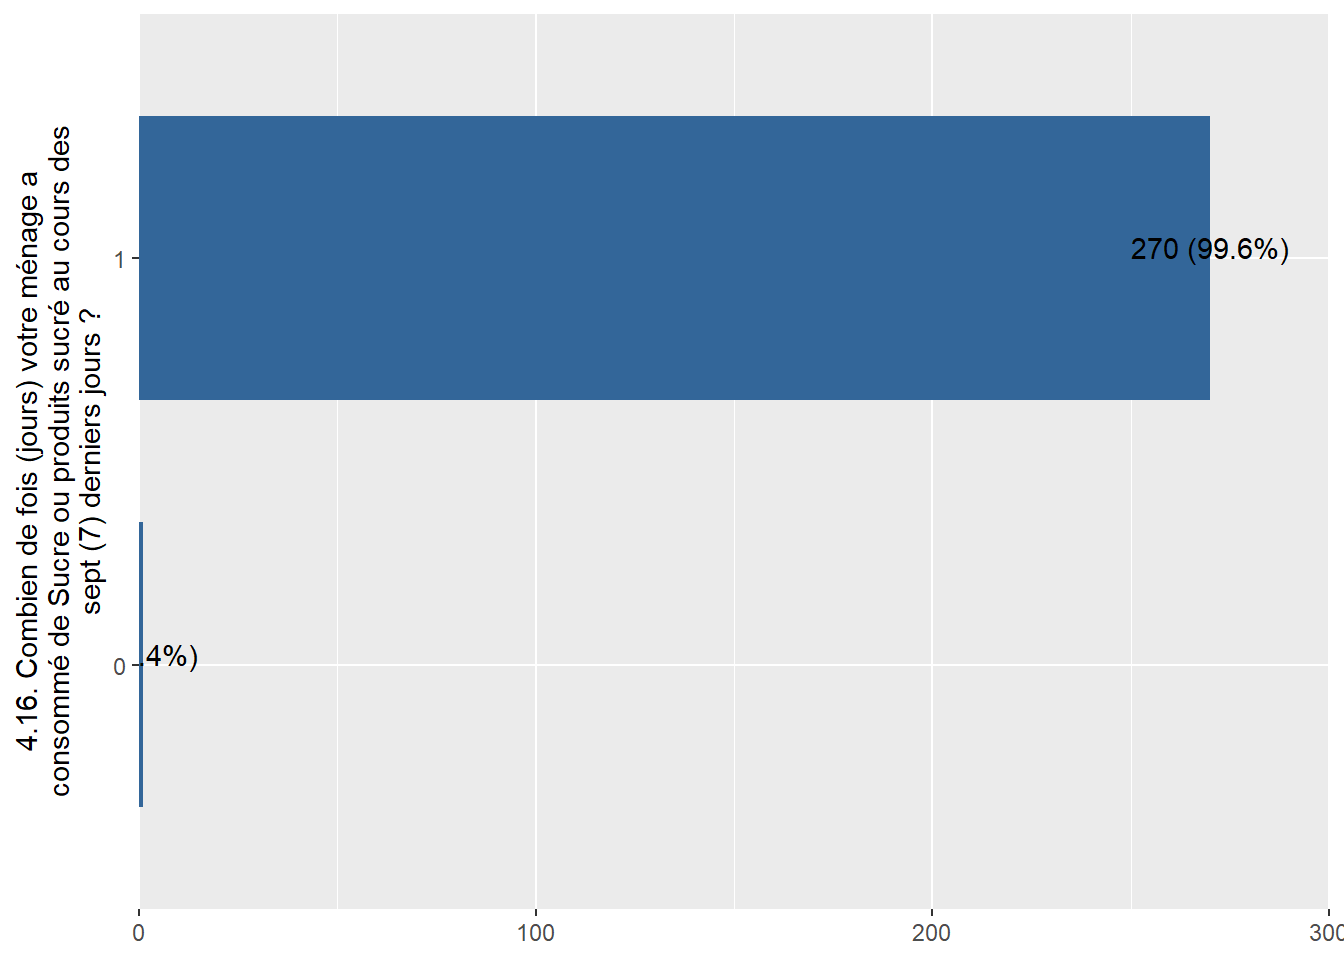 4.16. Combien de fois (jours) votre ménage a
consommé de Sucre ou produits sucré au cours des
sept (7) derniers jours ?
1
270 (99.6%)
0
.4%)
0
100
200
300